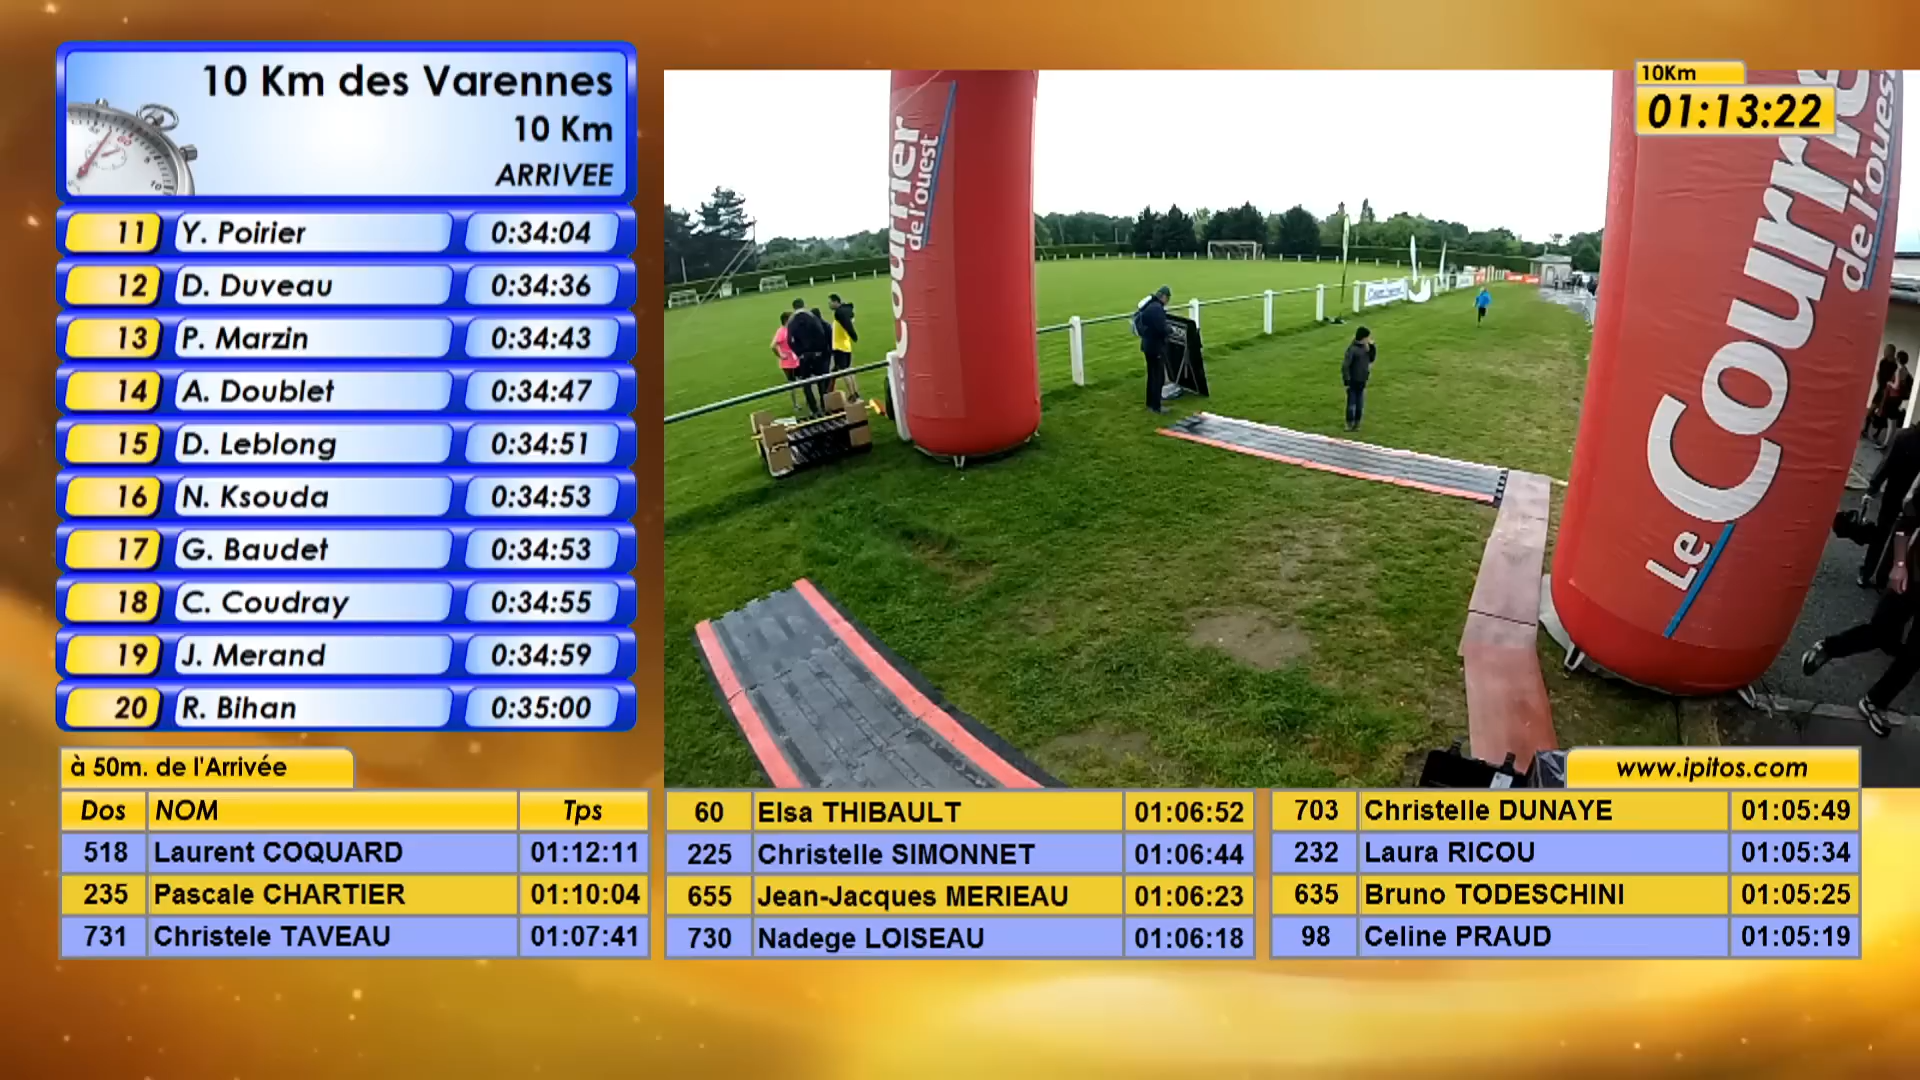 10 Km des Varennes
10 Km
ARRIVEE
11 Y. Poirier 0:34:04
12 D. Duveau 0:34:36
13 P. Marzin 0:34:43
14 A. Doublet 0:34:47
15 D. Leblong 0:34:51
16 N. Ksouda 0:34:53
17 G. Baudet 0:34:53
18 C. Coudray 0:34:55
19 J. Merand 0:34:59
20 R. Bihan 0:35:00
10Km
01:13:22
Courrier
de l'ouest
Le Courrier
de l'ouest
à 50m. de l'Arrivée
www.ipitos.com
Dos NOM Tps
518 Laurent COQUARD 01:12:11
235 Pascale CHARTIER 01:10:04
731 Christele TAVEAU 01:07:41
60 Elsa THIBAULT 01:06:52
225 Christelle SIMONNET 01:06:44
655 Jean-Jacques MERIEAU 01:06:23
730 Nadege LOISEAU 01:06:18
703 Christelle DUNAYE 01:05:49
232 Laura RICOU 01:05:34
635 Bruno TODESCHINI 01:05:25
98 Celine PRAUD 01:05:19